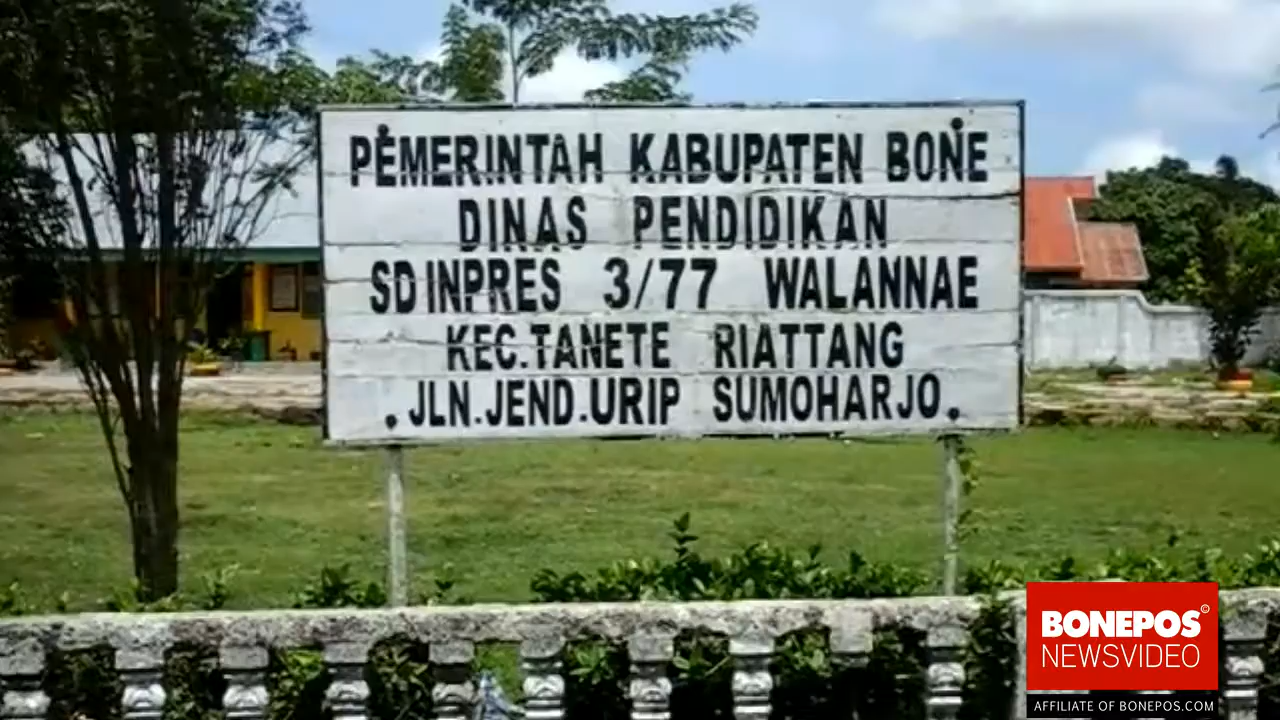 PEMERINTAH KABUPATEN BONE
DINAS PENDIDIKAN
SD INPRES 3/77 WALANNAE
KEC.TANETE RIATTANG
.JLN.JEND.URIP SUMOHARJO.
BONEPOS©
NEWSVIDEO
AFFILIATE OF BONEPOS.COM